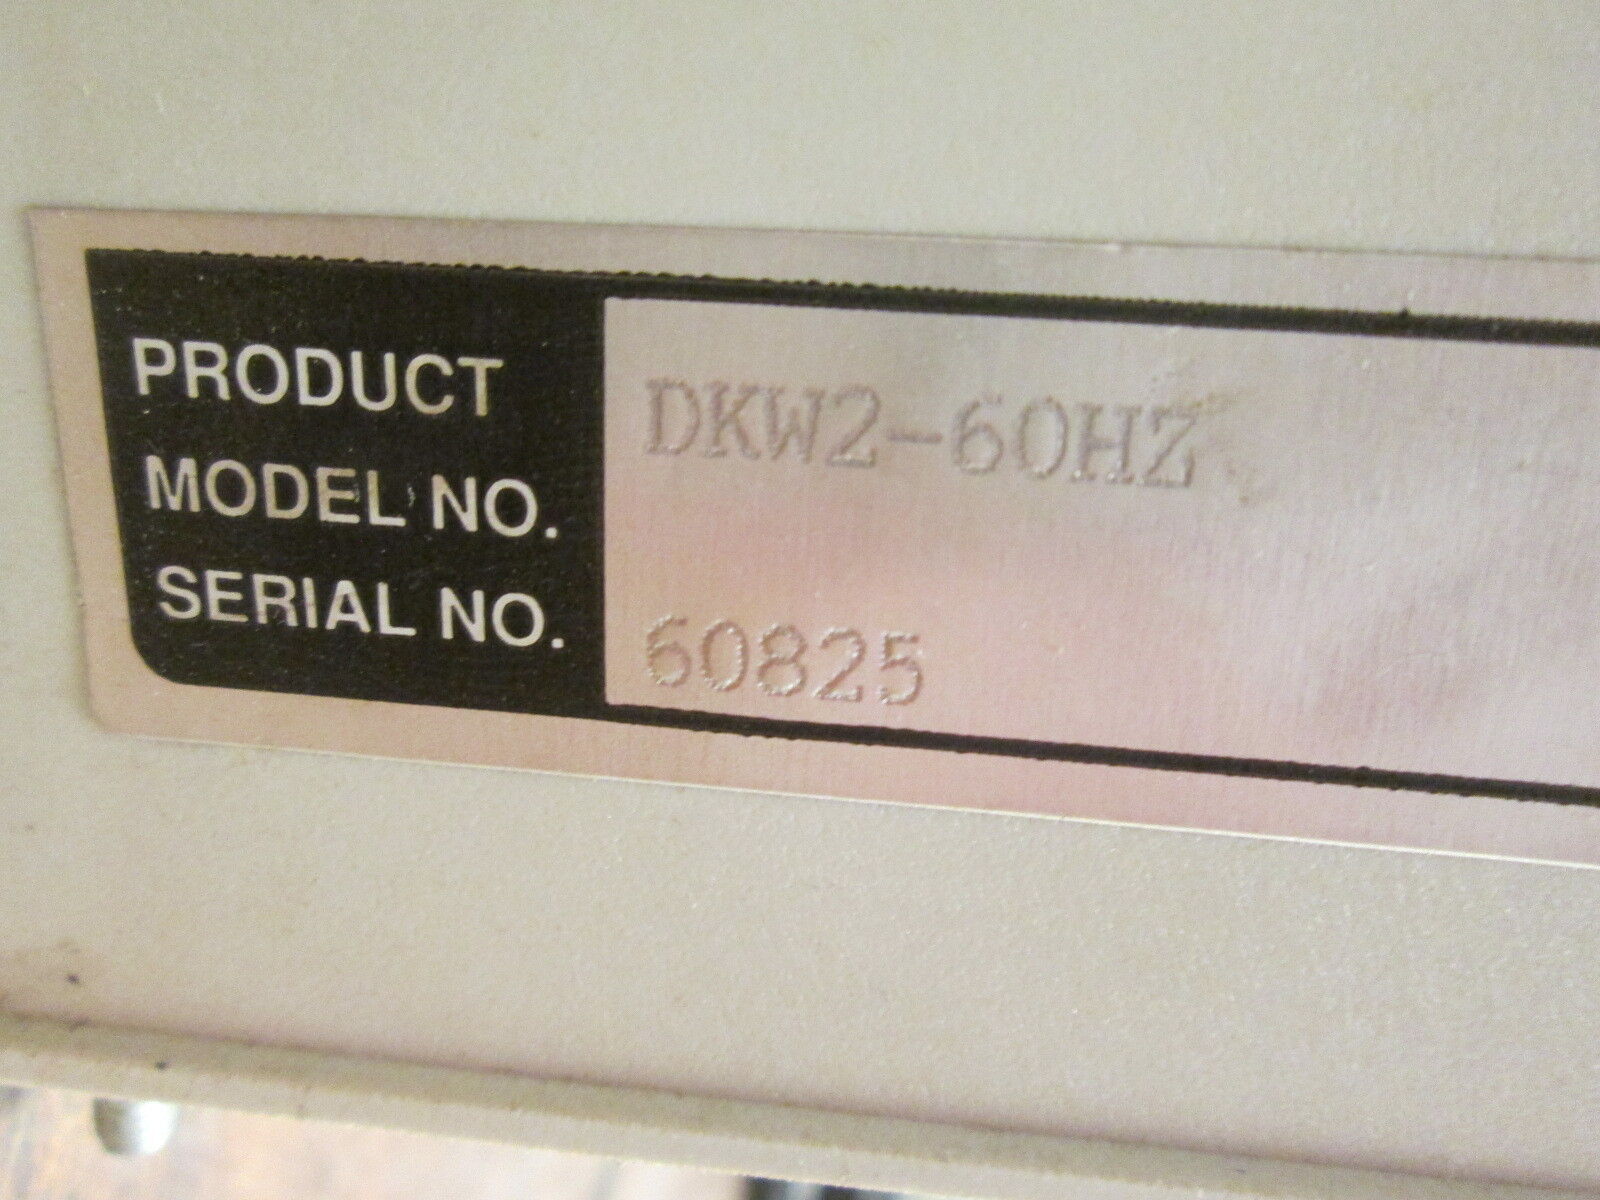 PRODUCT DKW2-60HZ
MODEL NO.
SERIAL NO. 60825